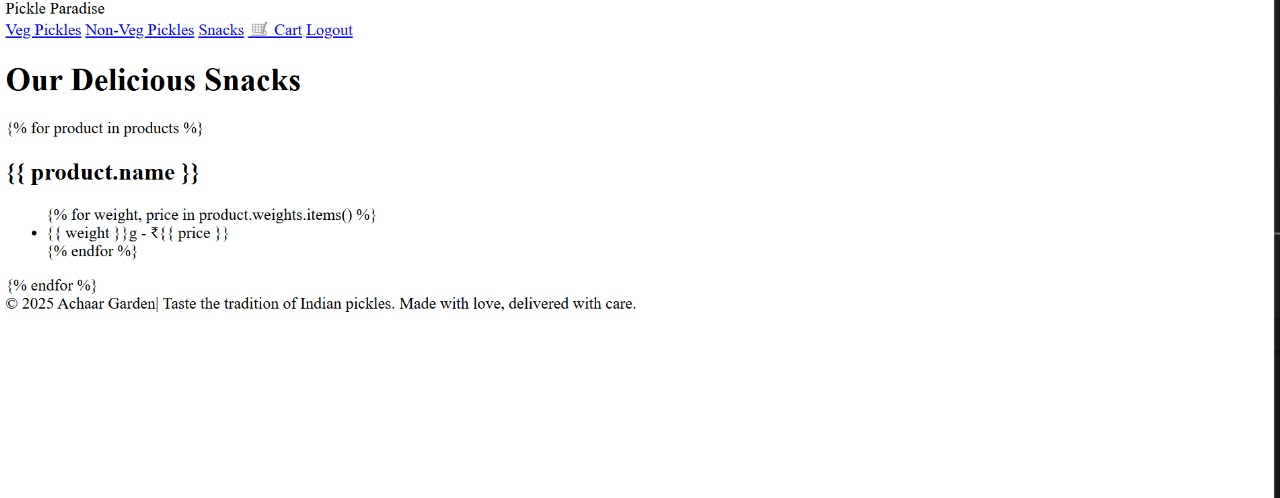 Pickle Paradise
Veg Pickles Non-Veg Pickles Snacks 🛒 Cart Logout
Our Delicious Snacks
{% for product in products %}
{{ product.name }}
{% for weight, price in product.weights.items() %}
• {{ weight }}g - ₹{{ price }}
{% endfor %}
{% endfor %}
© 2025 Achaar Garden| Taste the tradition of Indian pickles. Made with love, delivered with care.